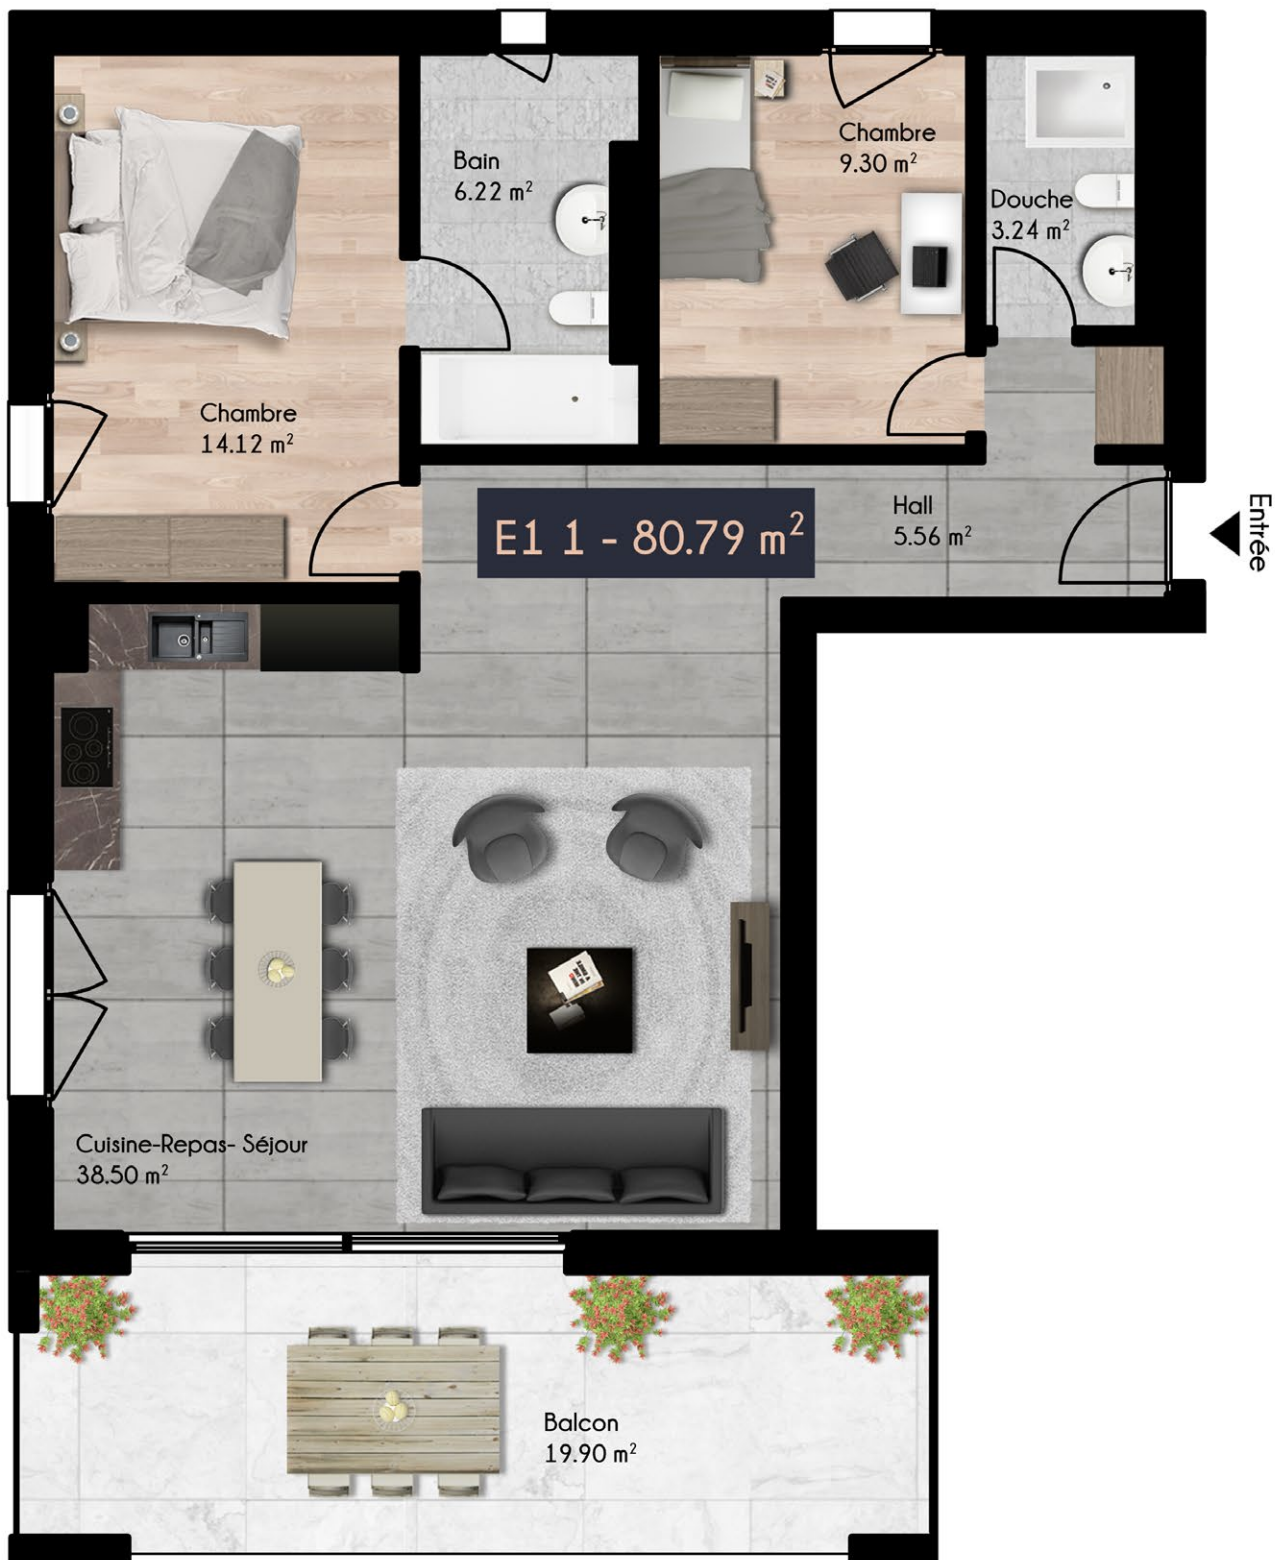 Chambre
9.30 m²
Bain
6.22 m²
Douche
3.24 m²
Chambre
14.12 m²
Hall
5.56 m²
E1 1 - 80.79 m²
Entrée
Cuisine-Repas- Séjour
38.50 m²
Balcon
19.90 m²